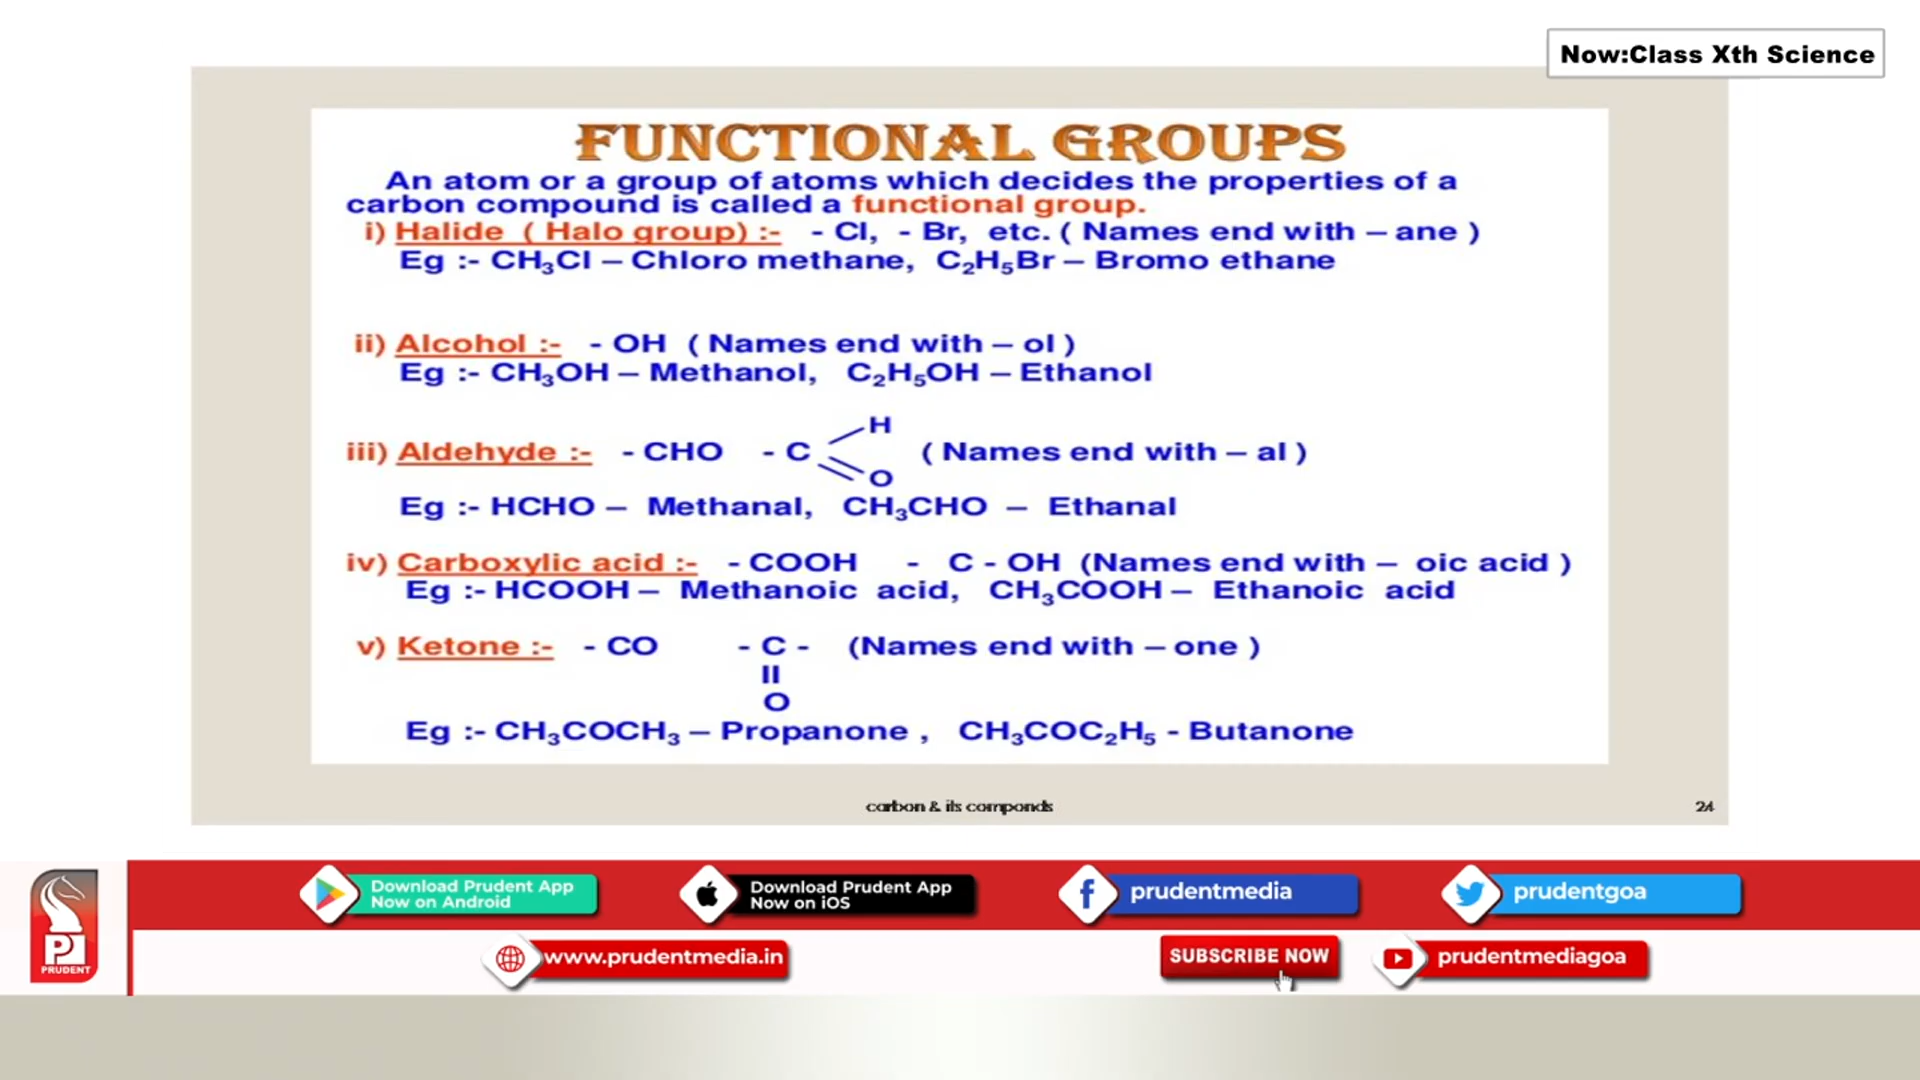 Now:Class Xth Science
FUNCTIONAL GROUPS
An atom or a group of atoms which decides the properties of a
carbon compound is called a functional group.
i) Halide ( Halo group) :- - Cl, - Br, etc. ( Names end with – ane )
Eg :- CH₃Cl – Chloro methane, C₂H₅Br – Bromo ethane
ii) Alcohol :- - OH ( Names end with – ol )
Eg :- CH₃OH – Methanol, C₂H₅OH – Ethanol
H
iii) Aldehyde :- - CHO - C ( Names end with – al )
O
Eg :- HCHO – Methanal, CH₃CHO – Ethanal
iv) Carboxylic acid :- - COOH - C - OH (Names end with – oic acid )
Eg :- HCOOH – Methanoic acid, CH₃COOH – Ethanoic acid
v) Ketone :- - CO - C - (Names end with – one )
O
Eg :- CH₃COCH₃ – Propanone , CH₃COC₂H₅ - Butanone
carbon & its componds
24
Download Prudent App
Now on Android
Download Prudent App
Now on iOS
prudentmedia
prudentgoa
PRUDENT
www.prudentmedia.in
SUBSCRIBE NOW
prudentmediagoa